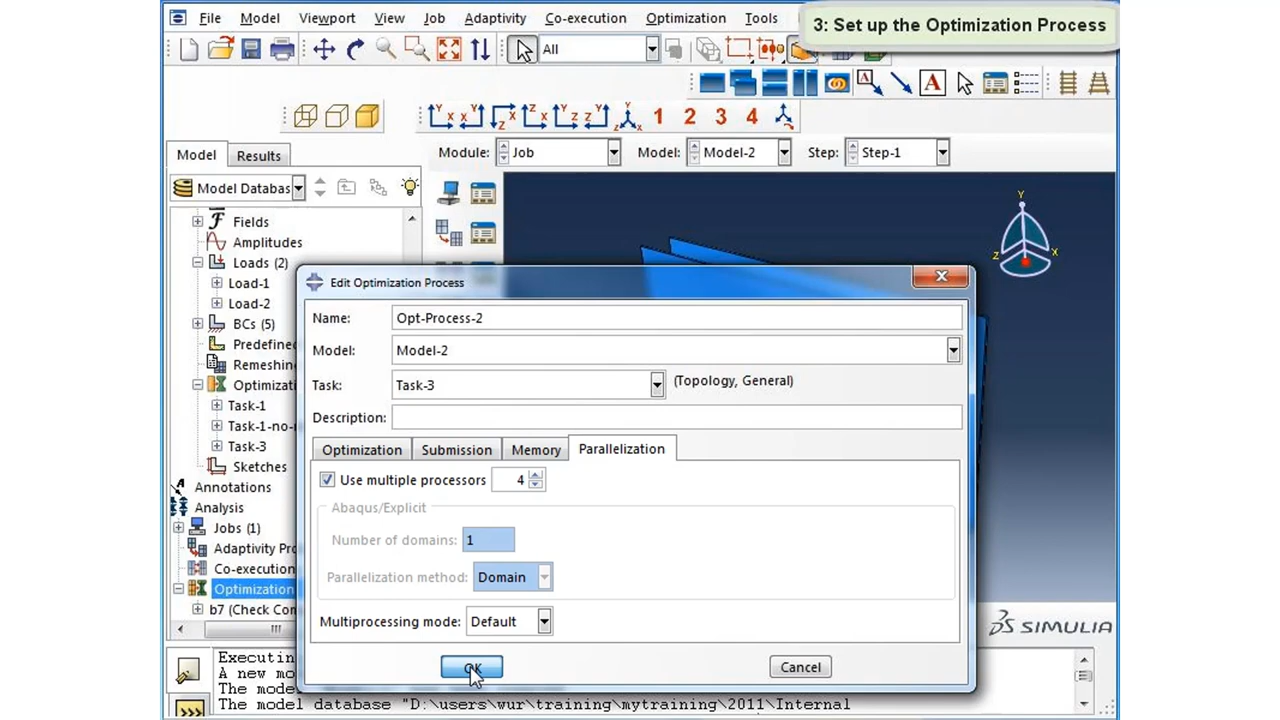 File Model Viewport View Job Adaptivity Co-execution Optimization Tools
3: Set up the Optimization Process
All
A
A
1 2 3 4
Model Results
Module: Job Model: Model-2 Step: Step-1
Model Databas
Fields
Amplitudes
Loads (2)
Load-1
Load-2
BCs (5)
Predefine
Remeshin
Optimizati
Task-1
Task-1-no-
Task-3
Sketches
Annotations
Analysis
Jobs (1)
Adaptivity Pro
Co-execution
Optimization
b7 (Check Com
Y
Z
X
Edit Optimization Process
Name: Opt-Process-2
Model: Model-2
Task: Task-3 (Topology, General)
Description:
Optimization Submission Memory Parallelization
Use multiple processors 4
Abaqus/Explicit
Number of domains: 1
Parallelization method: Domain
Multiprocessing mode: Default
OK Cancel
SIMULIA
Executin
A new mo
The model
The model database "D:\users\wur\training\mytraining\2011\Internal